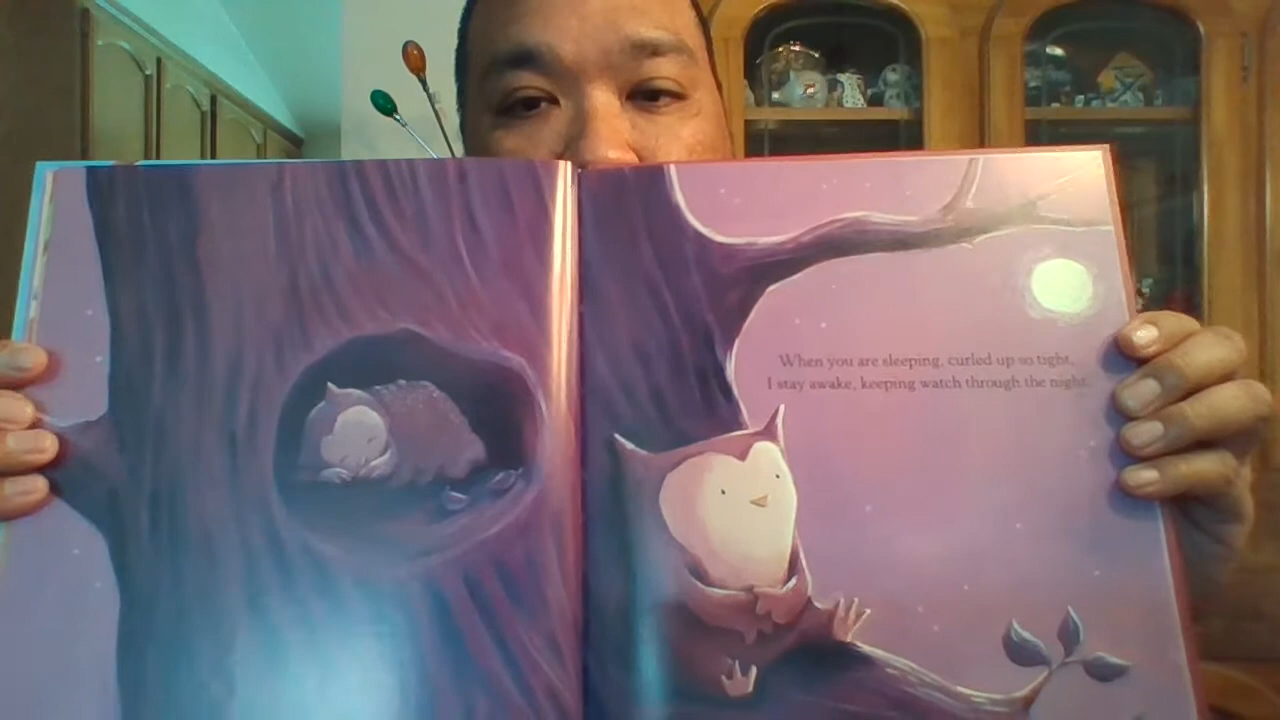 When you are sleeping, curled up so tight,
I stay awake, keeping watch through the night.